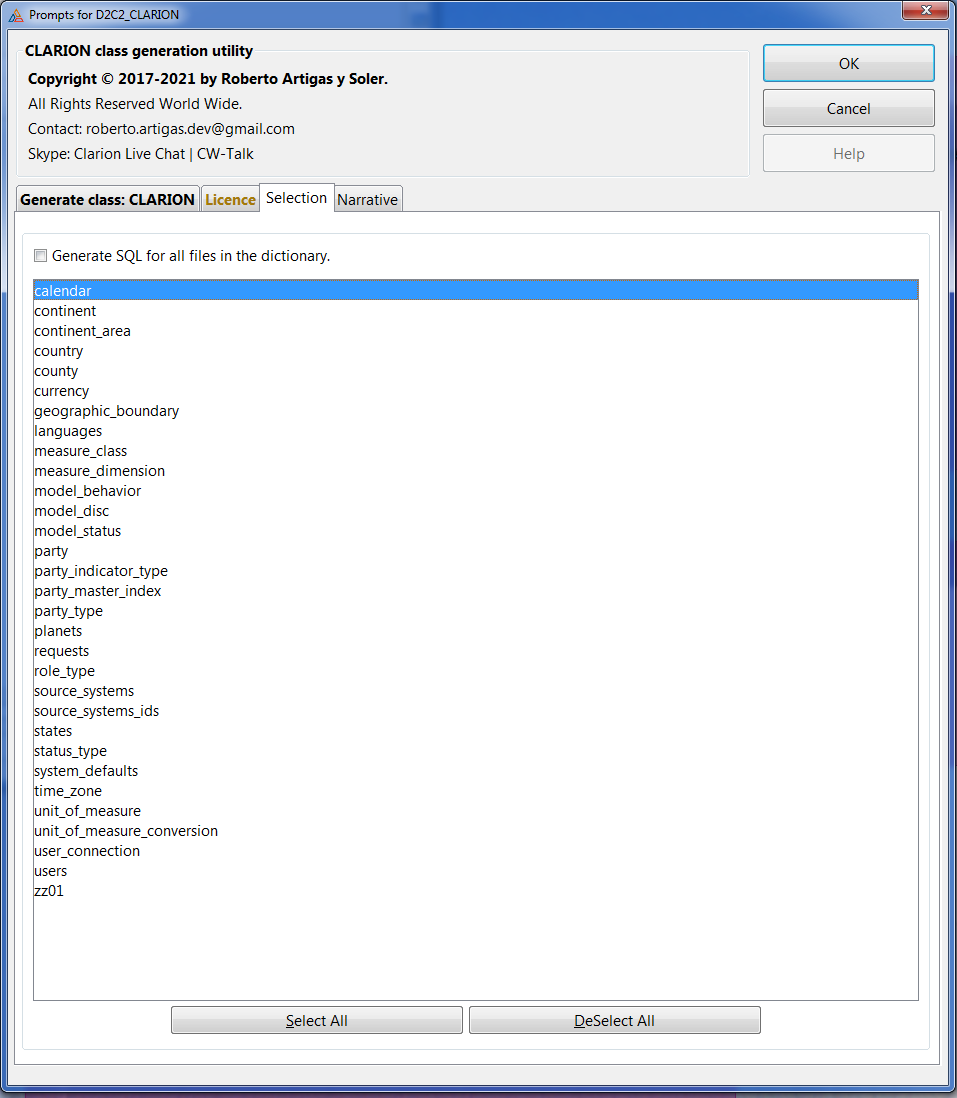 Prompts for D2C2_CLARION
CLARION class generation utility
Copyright © 2017-2021 by Roberto Artigas y Soler.
All Rights Reserved World Wide.
Contact: roberto.artigas.dev@gmail.com
Skype: Clarion Live Chat | CW-Talk
OK
Cancel
Help
Generate class: CLARION Licence Selection Narrative
Generate SQL for all files in the dictionary.
calendar
continent
continent_area
country
county
currency
geographic_boundary
languages
measure_class
measure_dimension
model_behavior
model_disc
model_status
party
party_indicator_type
party_master_index
party_type
planets
requests
role_type
source_systems
source_systems_ids
states
status_type
system_defaults
time_zone
unit_of_measure
unit_of_measure_conversion
user_connection
users
zz01
Select All DeSelect All